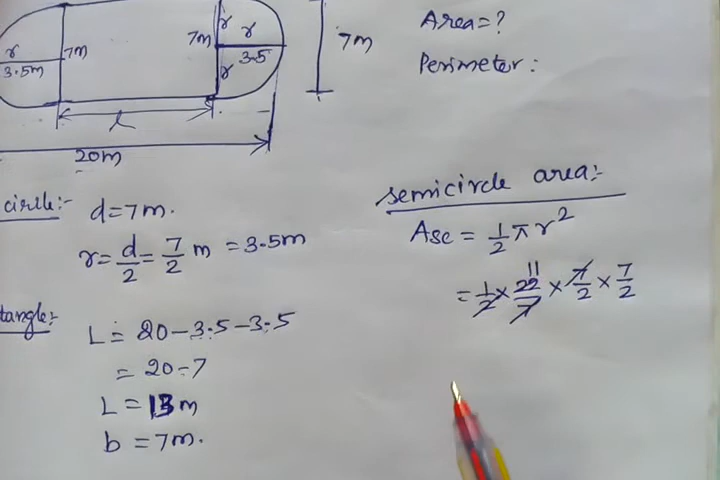 r
3.5m
7m
7m
r
r
3.5
r
7m
l
20m
Area=?
Perimeter:
circle:-
d=7m.
r=d/2=7/2 m =3.5m
tangle:-
L=20-3.5-3.5
=20-7
L=13m
b=7m.
semicircle area:-
Asc=1/2πr²
=1/2×22/7×7/2×7/2
11